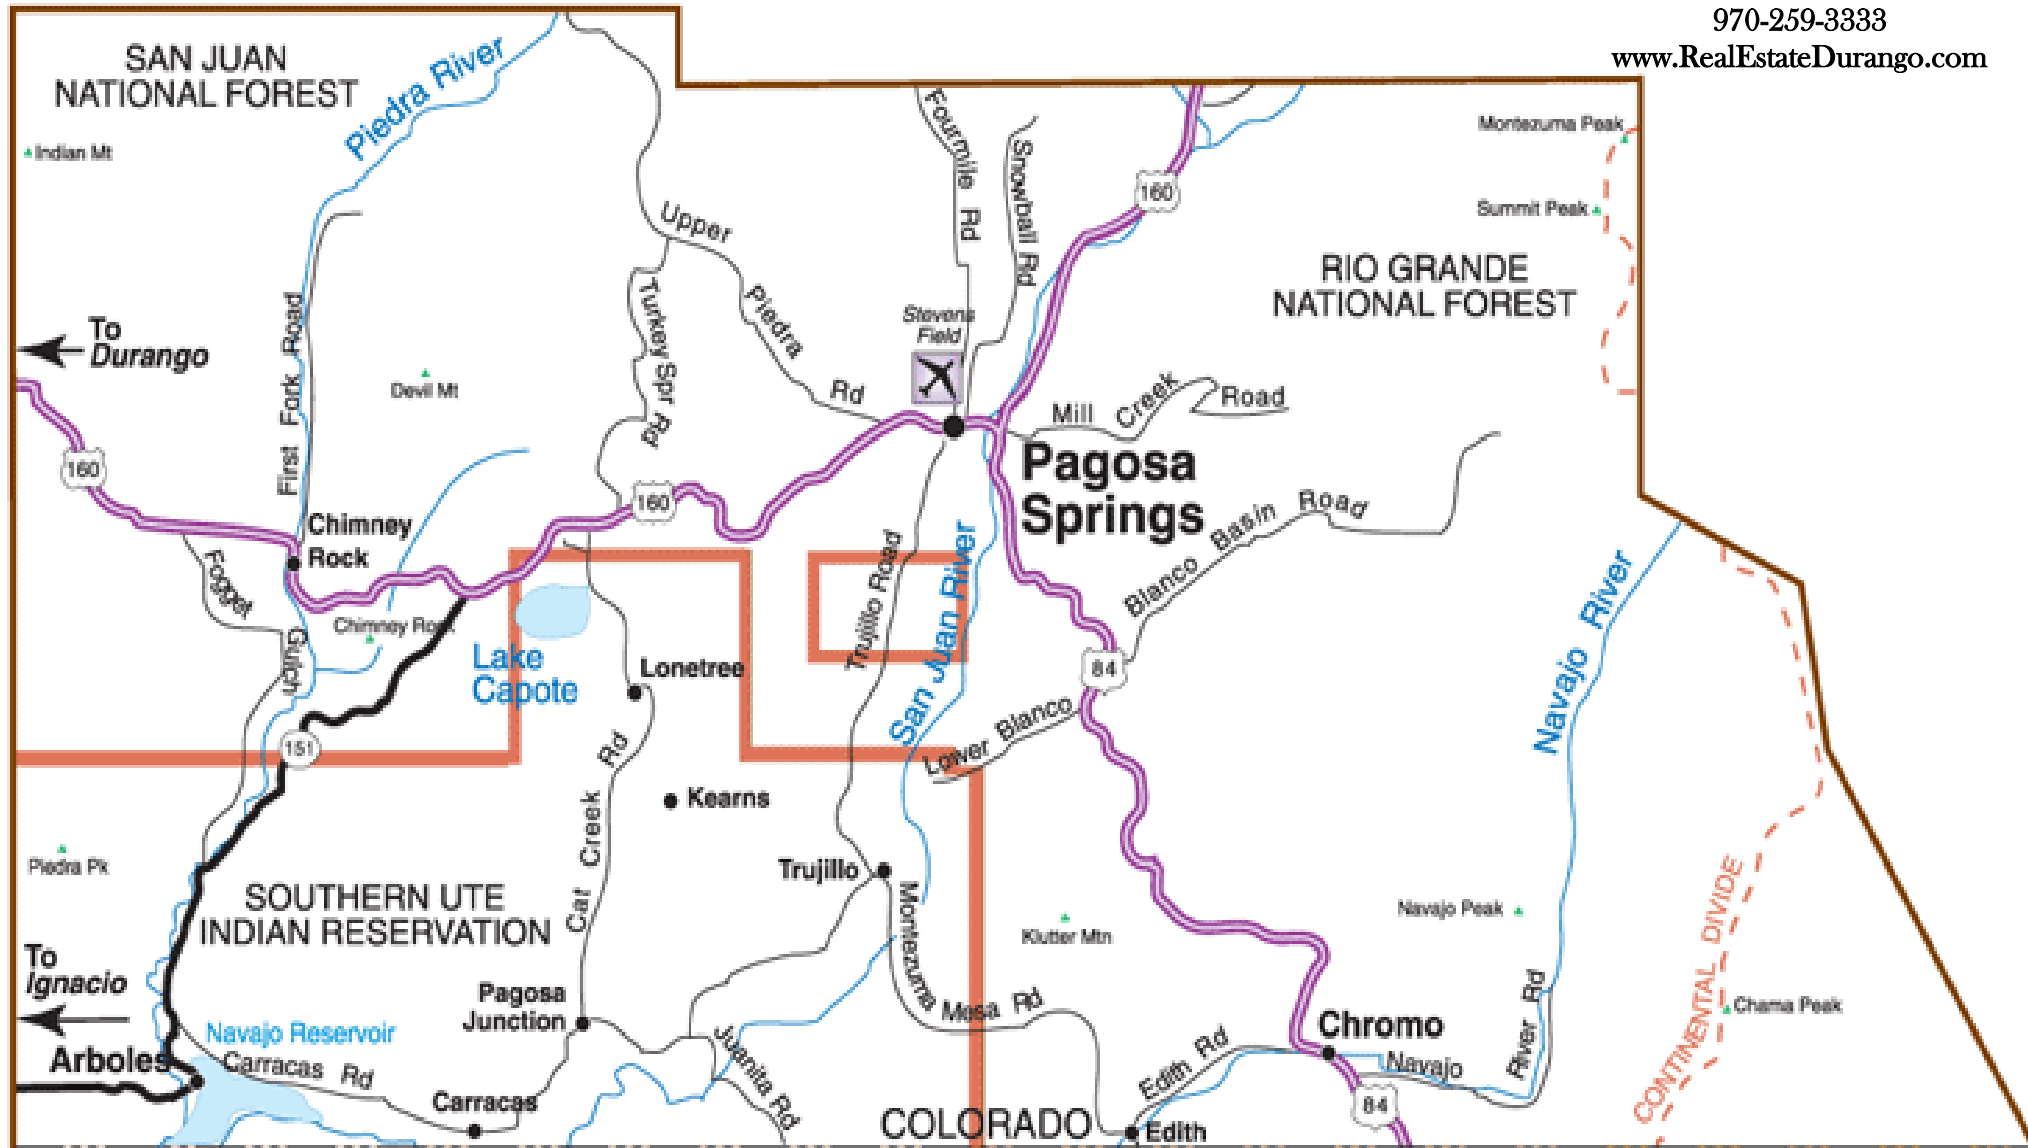 970-259-3333
www.RealEstateDurango.com
SAN JUAN
NATIONAL FOREST
Piedra River
Indian Mt
Fourmile Rd
Snowball Rd
160
Montezuma Peak
Summit Peak
Upper Piedra Rd
RIO GRANDE
NATIONAL FOREST
To
Durango
First Fork Road
Turkey Spr Rd
Stevens
Field
Devil Mt
Mill Creek Road
160
160
Pagosa
Springs
Chimney
Rock
Blanco Basin Road
Fogget Gulch
Chimney Rock
Trujillo Road
San Juan River
Navajo River
Lake
Capote
Lonetree
84
Lower Blanco
151
Cat Creek Rd
Kearns
Piedra Pk
Trujillo
SOUTHERN UTE
INDIAN RESERVATION
Montezuma Mesa Rd
Klutter Mtn
Navajo Peak
CONTINENTAL DIVIDE
To
Ignacio
Pagosa
Junction
Chama Peak
Navajo Reservoir
Arboles
Carracas Rd
Juanita Rd
Chromo
Edith Rd
Navajo River Rd
Carracas
84
COLORADO
Edith